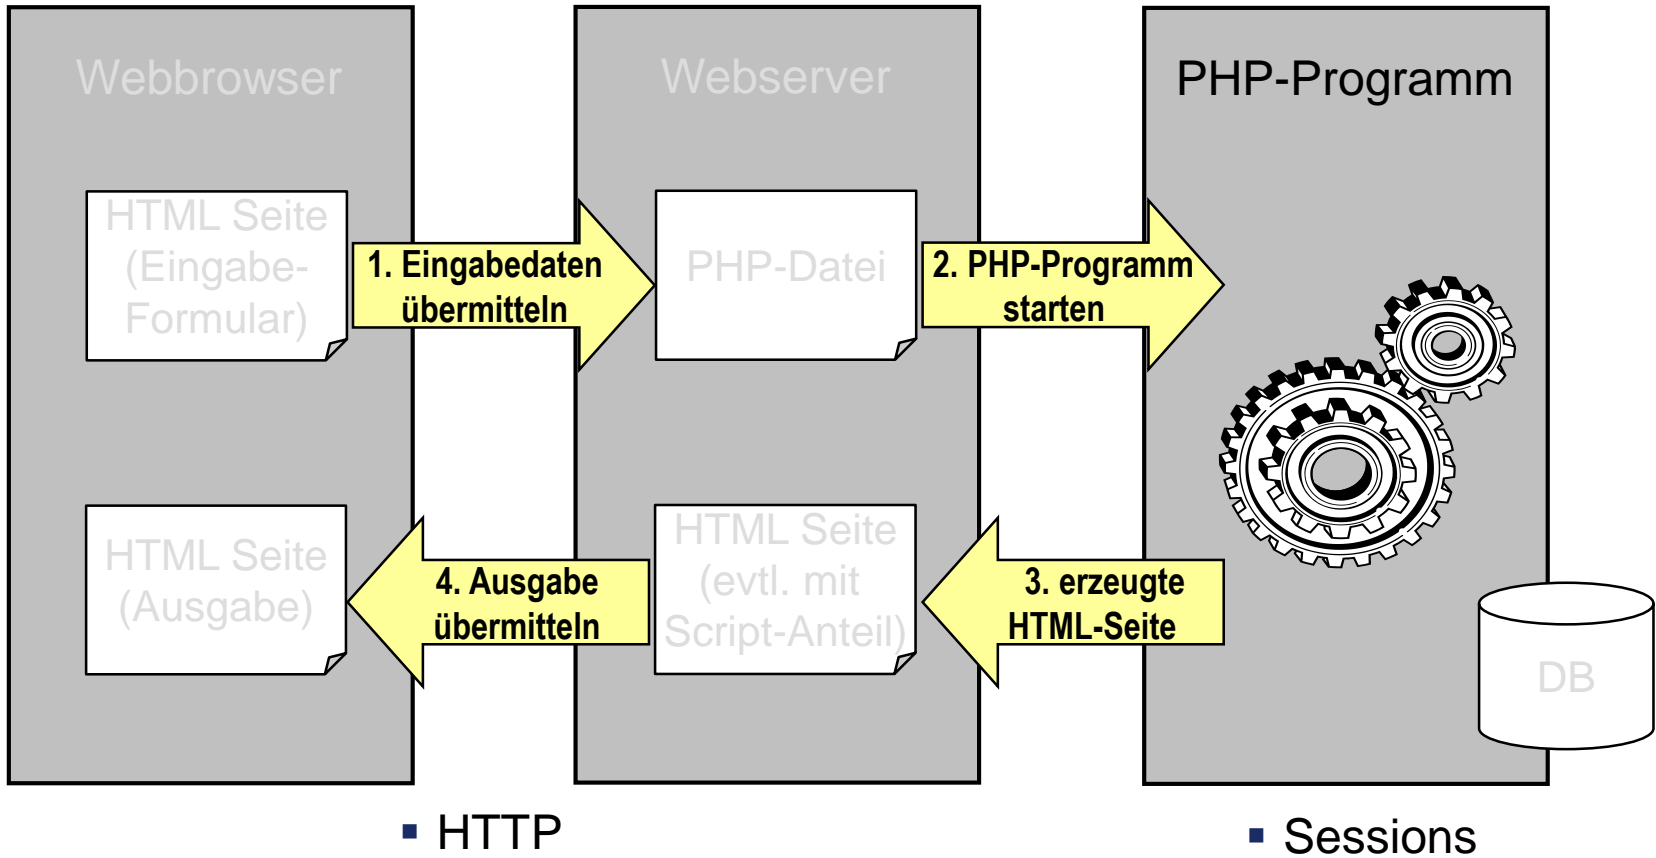 Webbrowser
Webserver
PHP-Programm
HTML Seite
(Eingabe-
Formular)
1. Eingabedaten
übermitteln
PHP-Datei
2. PHP-Programm
starten
HTML Seite
(Ausgabe)
4. Ausgabe
übermitteln
HTML Seite
(evtl. mit
Script-Anteil)
3. erzeugte
HTML-Seite
DB
▪ HTTP
▪ Sessions